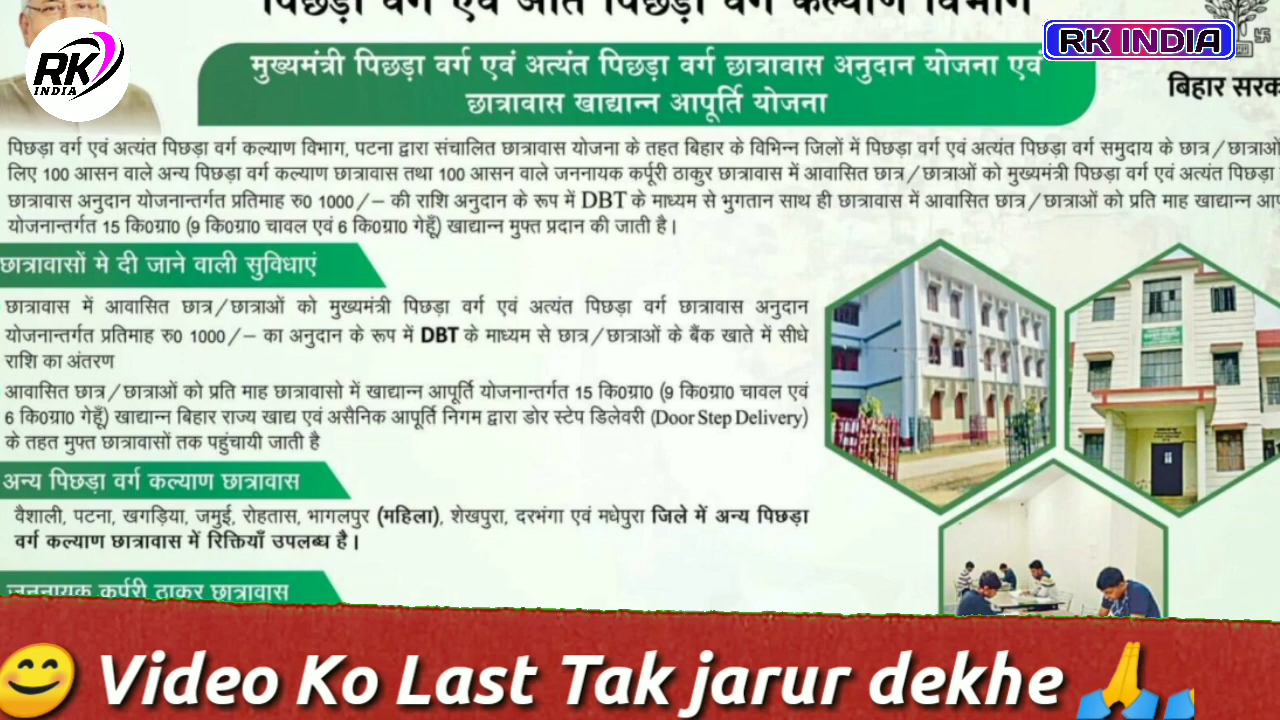 पिछड़ा वर्ग एवं अति पिछड़ा वर्ग कल्याण विभाग
RK
INDIA
RK INDIA
मुख्यमंत्री पिछड़ा वर्ग एवं अत्यंत पिछड़ा वर्ग छात्रावास अनुदान योजना एवं
छात्रावास खाद्यान्न आपूर्ति योजना
बिहार
पिछड़ा वर्ग एवं अत्यंत पिछड़ा वर्ग कल्याण विभाग, पटना द्वारा संचालित छात्रावास योजना के तहत बिहार के विभिन्न जिलों में पिछड़ा वर्ग एवं अत्यंत पिछड़ा वर्ग समुदाय के छात्र/छात्राओं
लिए 100 आसन वाले अन्य पिछड़ा वर्ग कल्याण छात्रावास तथा 100 आसन वाले जननायक कर्पूरी ठाकुर छात्रावास में आवासित छात्र/छात्राओं को मुख्यमंत्री पिछड़ा वर्ग एवं अत्यंत पिछड़ा
छात्रावास अनुदान योजनान्तर्गत प्रतिमाह रु0 1000/– की राशि अनुदान के रूप में DBT के माध्यम से भुगतान साथ ही छात्रावास में आवासित छात्र/छात्राओं को प्रति माह खाद्यान्न
योजनान्तर्गत 15 कि0ग्रा0 (9 कि0ग्रा0 चावल एवं 6 कि0ग्रा0 गेहूँ) खाद्यान्न मुफ्त प्रदान की जाती है।
छात्रावासों मे दी जाने वाली सुविधाएं
छात्रावास में आवासित छात्र/छात्राओं को मुख्यमंत्री पिछड़ा वर्ग एवं अत्यंत पिछड़ा वर्ग छात्रावास अनुदान
योजनान्तर्गत प्रतिमाह रु0 1000/– का अनुदान के रूप में DBT के माध्यम से छात्र/छात्राओं के बैंक खाते में सीधे
राशि का अंतरण
आवासित छात्र/छात्राओं को प्रति माह छात्रावासो में खाद्यान्न आपूर्ति योजनान्तर्गत 15 कि0ग्रा0 (9 कि0ग्रा0 चावल एवं
6 कि0ग्रा0 गेहूँ) खाद्यान्न बिहार राज्य खाद्य एवं असैनिक आपूर्ति निगम द्वारा डोर स्टेप डिलेवरी (Door Step Delivery)
के तहत मुफ्त छात्रावासों तक पहुंचायी जाती है
अन्य पिछड़ा वर्ग कल्याण छात्रावास
वैशाली, पटना, खगड़िया, जमुई, रोहतास, भागलपुर (महिला), शेखपुरा, दरभंगा एवं मधेपुरा जिले में अन्य पिछड़ा
वर्ग कल्याण छात्रावास में रिक्तियाँ उपलब्ध है।
जननायक कर्पूरी ठाकुर छात्रावास
Video Ko Last Tak jarur dekhe